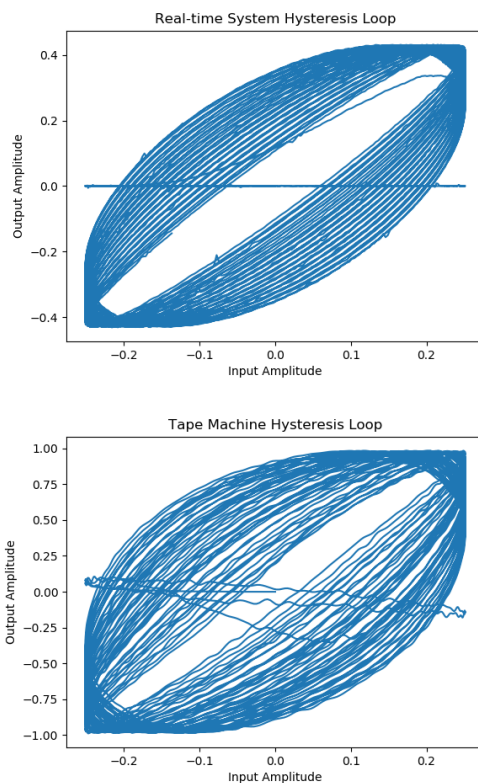 Real-time System Hysteresis Loop
Output Amplitude
0.4
0.2
0.0
−0.2
−0.4
−0.2 −0.1 0.0 0.1 0.2
Input Amplitude
Tape Machine Hysteresis Loop
Output Amplitude
1.00
0.75
0.50
0.25
0.00
−0.25
−0.50
−0.75
−1.00
−0.2 −0.1 0.0 0.1 0.2
Input Amplitude